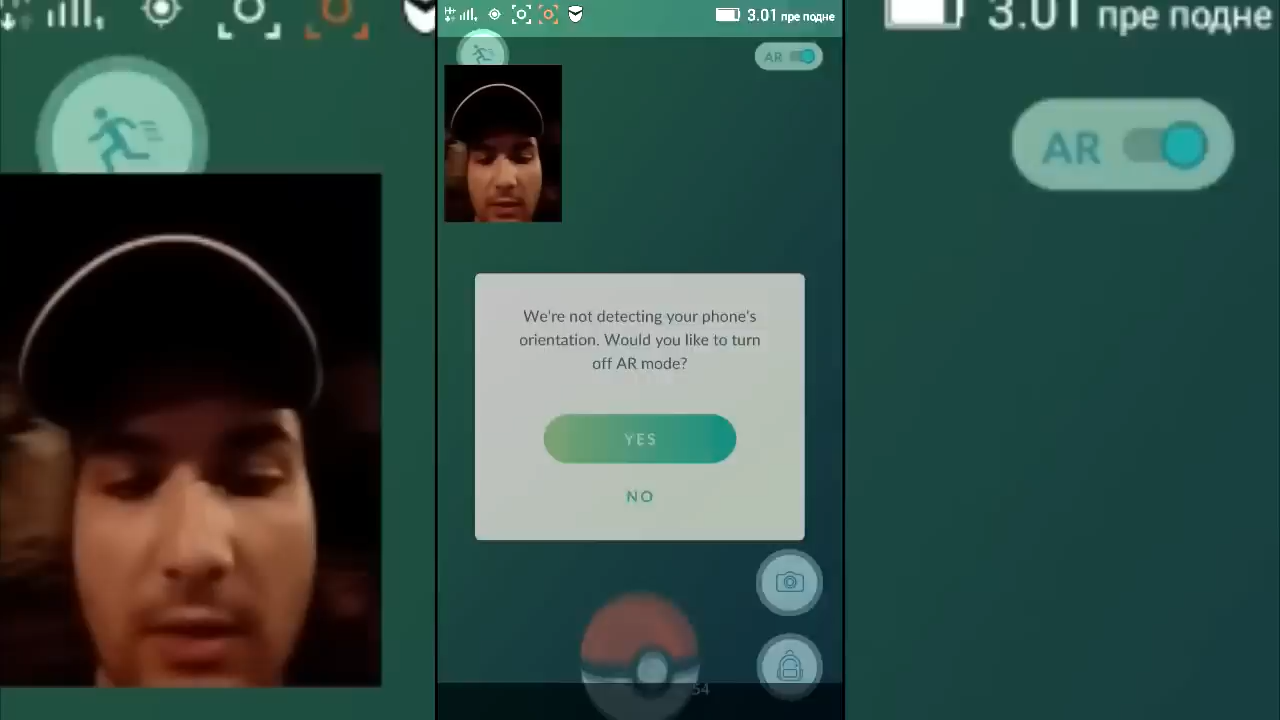 3.01 пре подне
3.01 пре подне
AR
AR
We're not detecting your phone's
orientation. Would you like to turn
off AR mode?
YES
NO
54